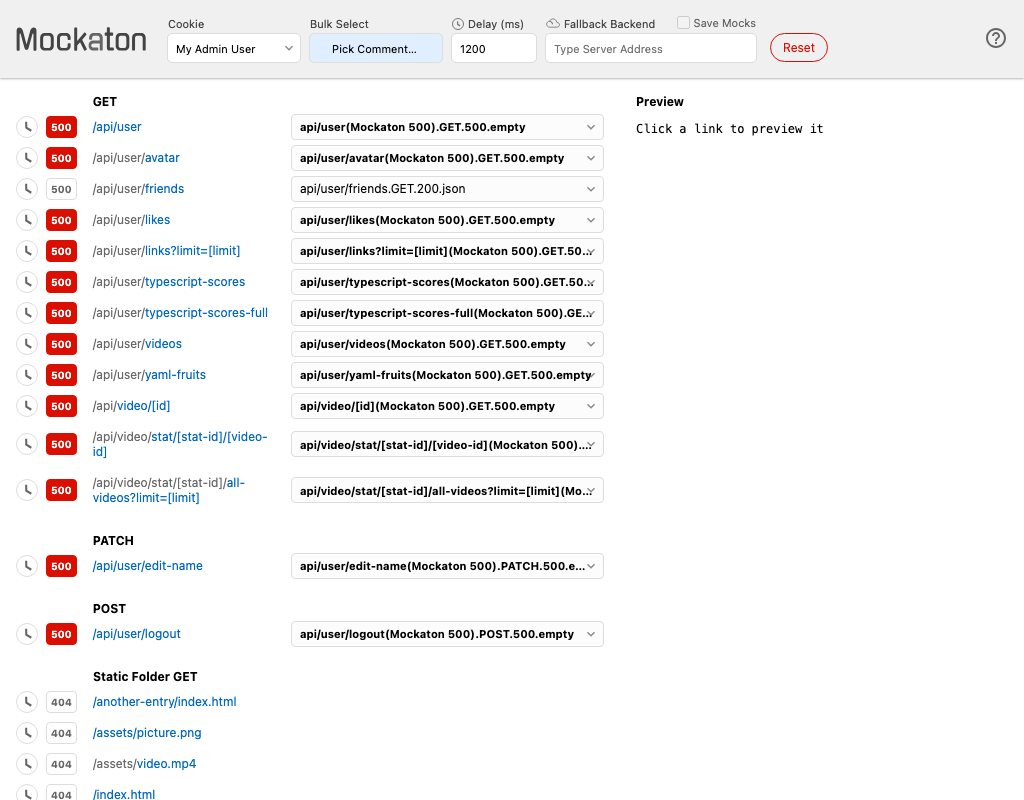 Mockaton
Cookie
My Admin User
Bulk Select
Pick Comment…
Delay (ms)
1200
Fallback Backend
Type Server Address
Save Mocks
Reset
?
GET
500 /api/user api/user(Mockaton 500).GET.500.empty
500 /api/user/avatar api/user/avatar(Mockaton 500).GET.500.empty
500 /api/user/friends api/user/friends.GET.200.json
500 /api/user/likes api/user/likes(Mockaton 500).GET.500.empty
500 /api/user/links?limit=[limit] api/user/links?limit=[limit](Mockaton 500).GET.50...
500 /api/user/typescript-scores api/user/typescript-scores(Mockaton 500).GET.50...
500 /api/user/typescript-scores-full api/user/typescript-scores-full(Mockaton 500).GE...
500 /api/user/videos api/user/videos(Mockaton 500).GET.500.empty
500 /api/user/yaml-fruits api/user/yaml-fruits(Mockaton 500).GET.500.empty
500 /api/video/[id] api/video/[id](Mockaton 500).GET.500.empty
500 /api/video/stat/[stat-id]/[video-
id] api/video/stat/[stat-id]/[video-id](Mockaton 500)....
500 /api/video/stat/[stat-id]/all-
videos?limit=[limit] api/video/stat/[stat-id]/all-videos?limit=[limit](Mo...
PATCH
500 /api/user/edit-name api/user/edit-name(Mockaton 500).PATCH.500.e...
POST
500 /api/user/logout api/user/logout(Mockaton 500).POST.500.empty
Static Folder GET
404 /another-entry/index.html
404 /assets/picture.png
404 /assets/video.mp4
404 /index.html
Preview
Click a link to preview it